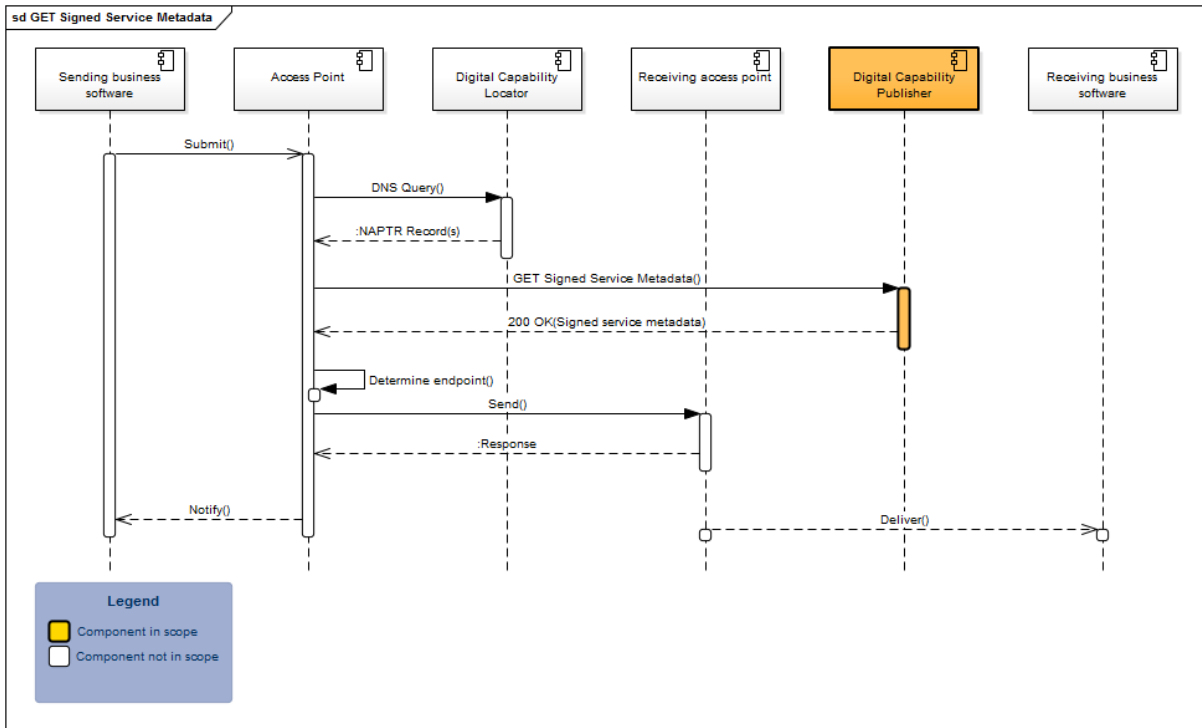 sd GET Signed Service Metadata
Sending business
software
Access Point
Digital Capability
Locator
Receiving access point
Digital Capability
Publisher
Receiving business
software
Submit()
DNS Query()
:NAPTR Record(s)
GET Signed Service Metadata()
200 OK(Signed service metadata)
Determine endpoint()
Send()
:Response
Notify()
Deliver()
Legend
Component in scope
Component not in scope